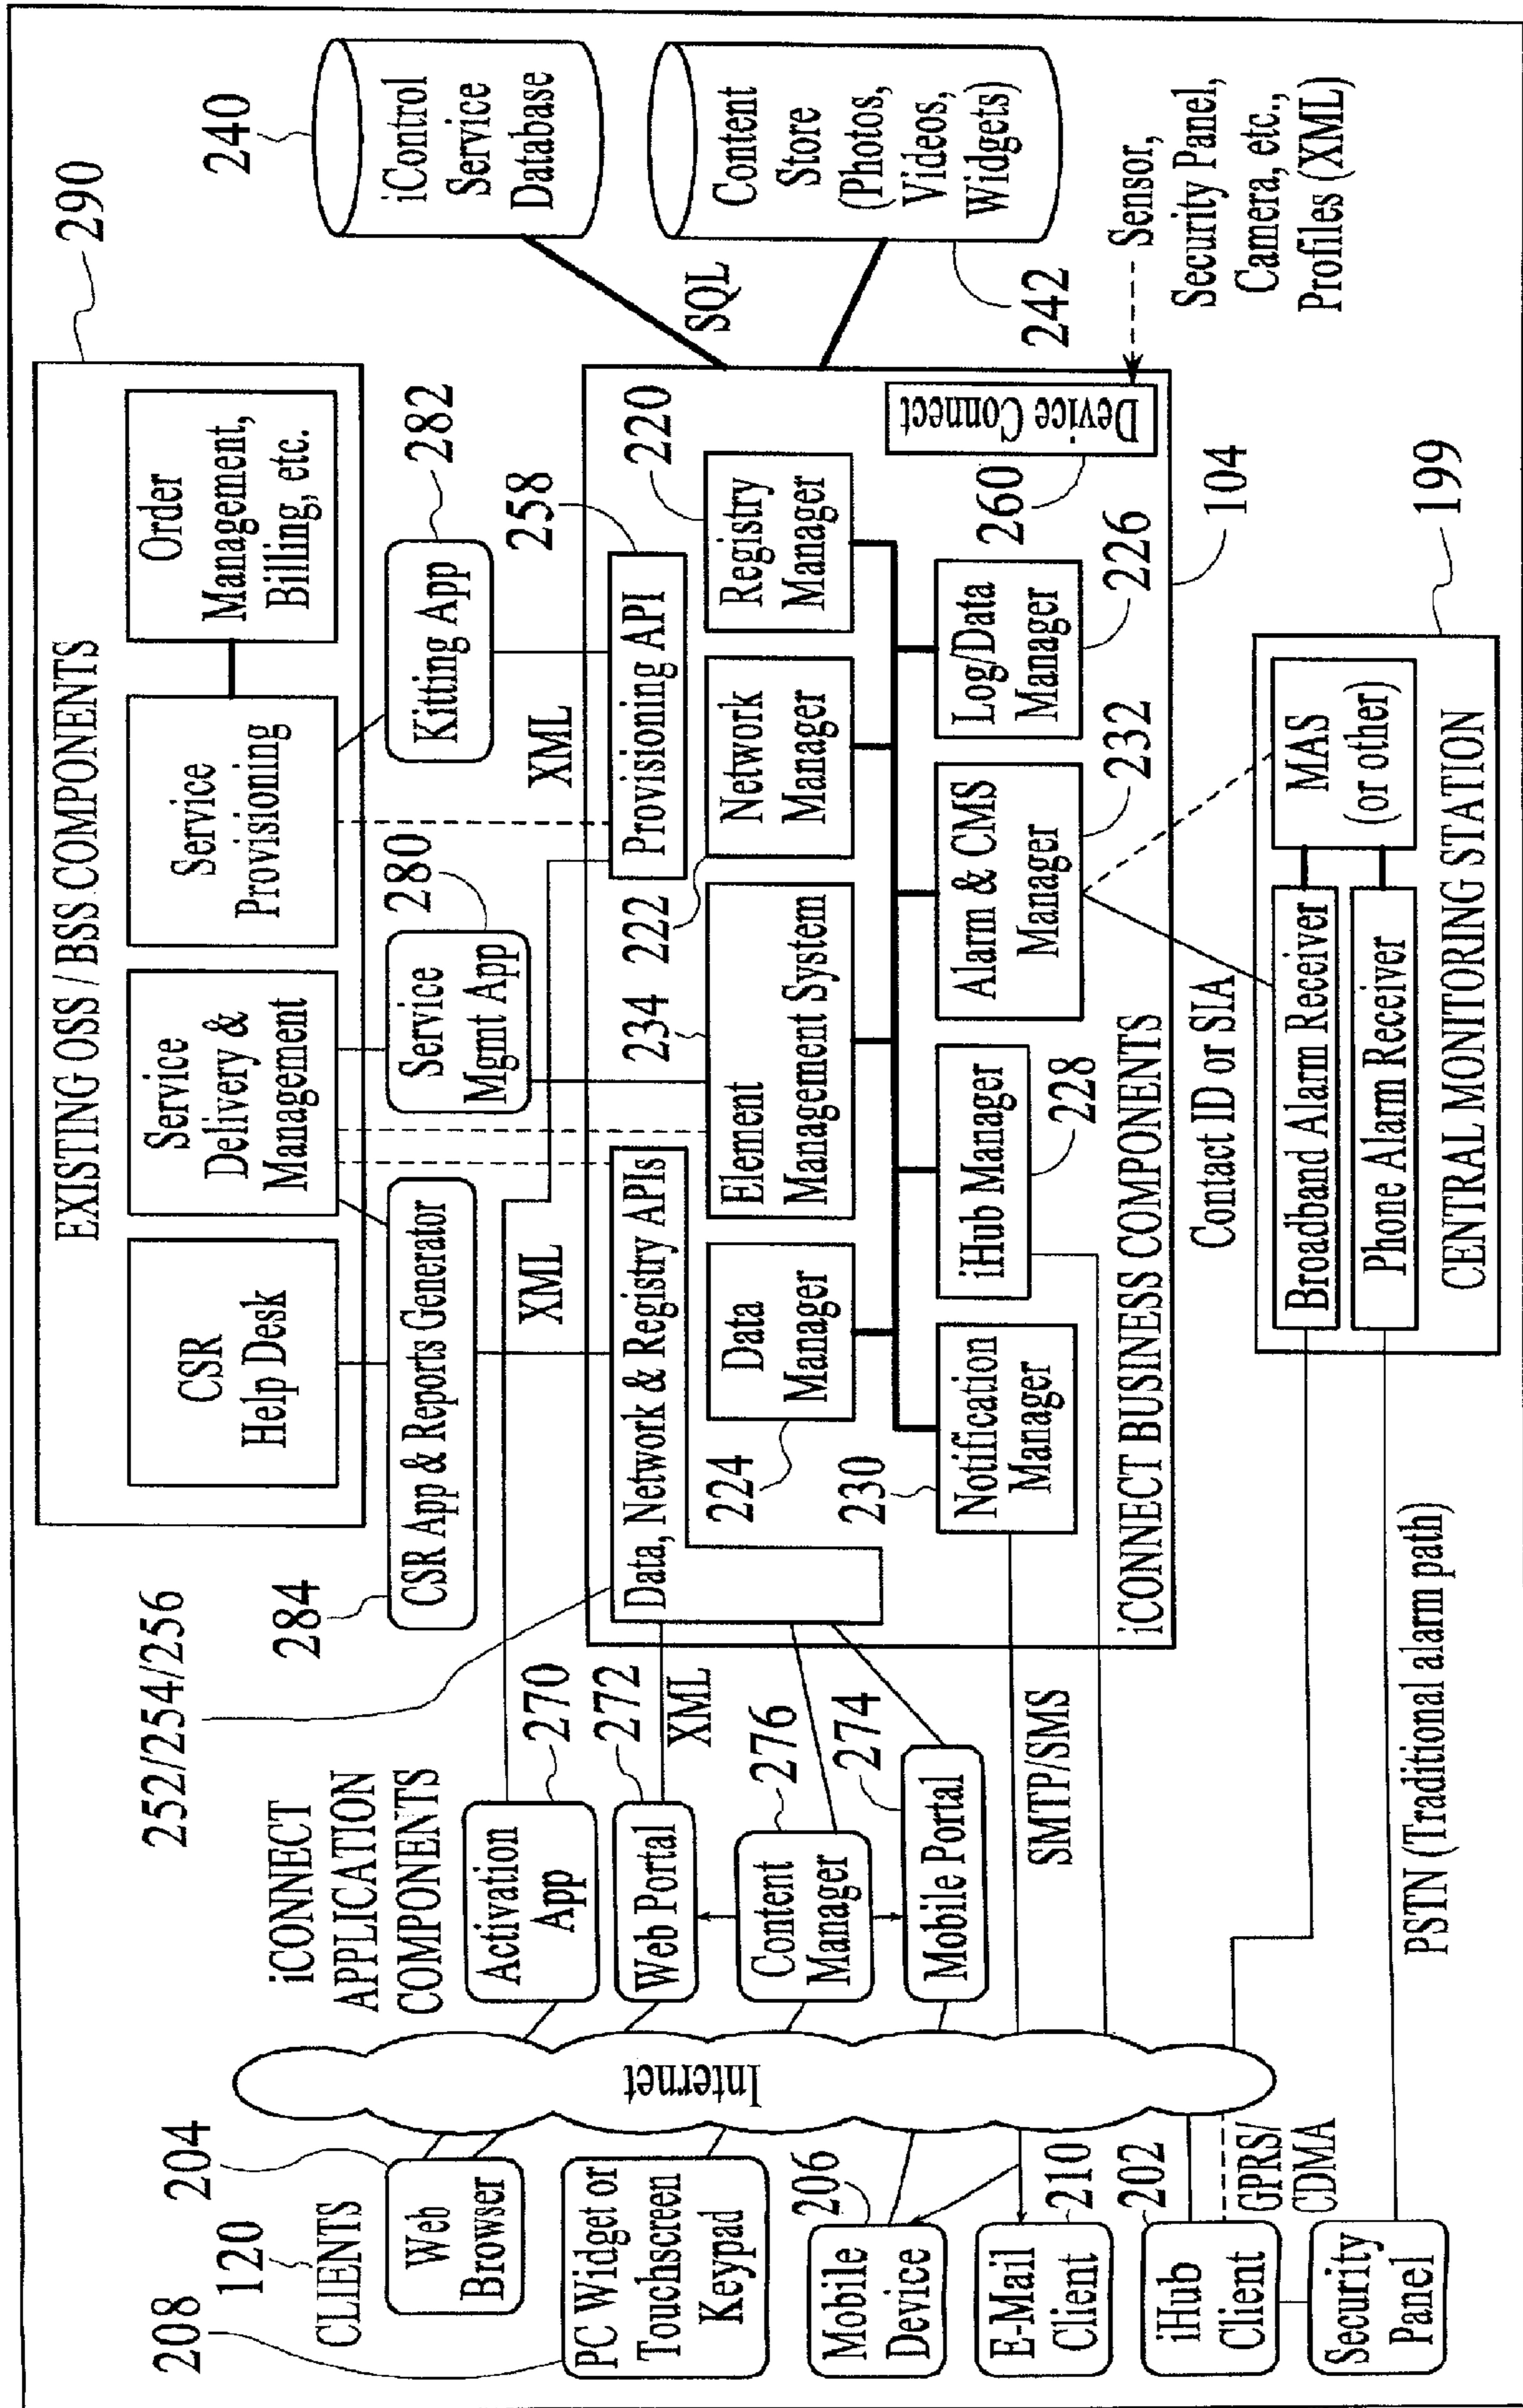 EXISTING OSS / BSS COMPONENTS
290
CSR
Help Desk
Service
Delivery &
Management
Service
Provisioning
Order
Management,
Billing, etc.
252/254/256
284
CSR App & Reports Generator
Service
Mgmt App
280
Kitting App
282
XML
XML
258
240
iControl
Service
Database
SQL
Content
Store
(Photos,
Videos,
Widgets)
242
Sensor,
Security Panel,
Camera, etc.,
Profiles (XML)
208
120
204
CLIENTS
Web
Browser
PC Widget or
Touchscreen
Keypad
206
Mobile
Device
E-Mail
Client
210
iHub
Client
202
GPRS/
CDMA
Security
Panel
Internet
iCONNECT
APPLICATION
COMPONENTS
Activation
App
270
Web Portal
272
XML
Content
Manager
276
274
Mobile Portal
SMTP/SMS
Data, Network & Registry APIs
Provisioning API
Data
Manager
224
234
Element
Management System
222
Network
Manager
220
Registry
Manager
230
Notification
Manager
iHub Manager
228
Alarm & CMS
Manager
232
Log/Data
Manager
226
Device Connect
260
104
iCONNECT BUSINESS COMPONENTS
Contact ID or SIA
199
Broadband Alarm Receiver
Phone Alarm Receiver
MAS
(or other)
CENTRAL MONITORING STATION
PSTN (Traditional alarm path)